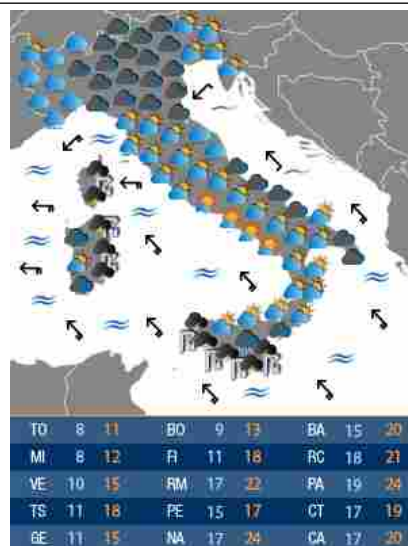 TO 8 11 BO 9 13 BA 15 20
MI 8 12 FI 11 18 RC 18 21
VE 10 15 RM 17 22 PA 19 24
TS 11 18 PE 15 17 CT 17 19
GE 11 15 NA 17 24 CA 17 20